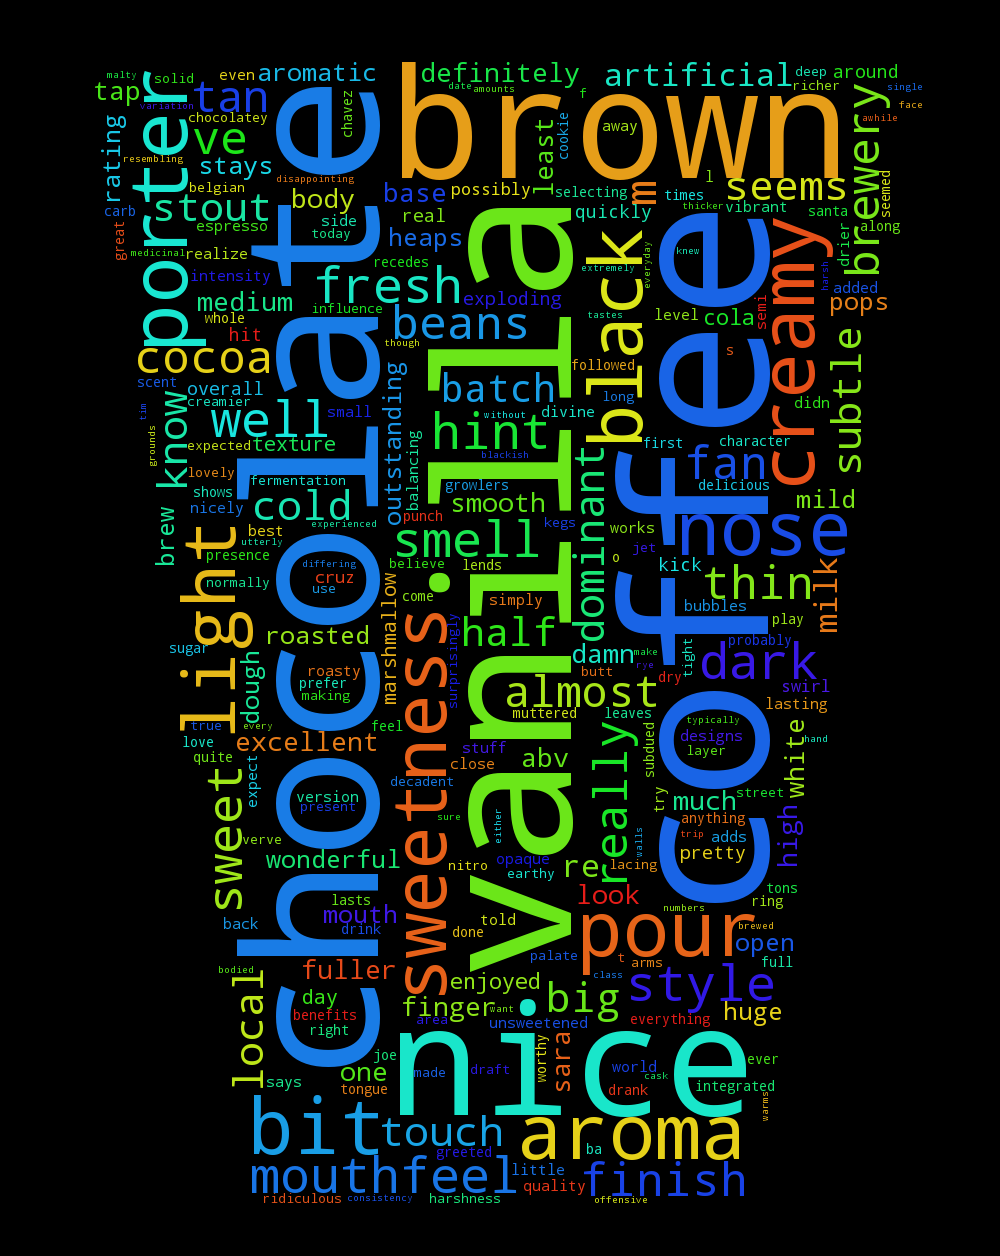 malty
solid
even
aromatic
definitely
artificial
deep
around
tap
variation
tan
date
amounts
f
richer
single
chocolatey
chavez
brown
cookie
away
awhile
face
rating
porter
ve
resembling
stays
disappointing
least
l
brewery
belgian
body
base
possibly
selecting
m
times
seems
seemed
carb
stout
side
real
quickly
thicker
vibrant
santa
great
espresso
today
heaps
along
medicinal
realize
recedes
extremely
everyday
knew
drier
intensity
fresh
exploding
black
harsh
added
medium
influence
semi
creamy
pops
whole
beans
tastes
level
cola
hit
though
s
subtle
cocoa
followed
scent
overall
batch
long
didn
creamier
tim
well
small
without
divine
know
hint
first
character
grounds
expected
texture
outstanding
balancing
blackish
fan
lovely
fermentation
growlers
dominant
delicious
shows
cold
smooth
mild
nicely
experienced
punch
kegs
nose
best
works
brew
utterly
smell
jet
presence
differing
believe
lends
o
kick
normally
cruz
thin
milk
use
come
simply
bubbles
light
chocolate
vanilla
coffee
marshmallow
surprisingly
half
play
roasted
make
probably
sugar
damn
rye
tight
dough
roasty
butt
dry
dark
prefer
almost
swirl
making
muttered
leaves
lasting
true
every
feel
typically
love
excellent
stuff
subdued
designs
white
hand
quite
close
abv
layer
expect
sweetness
decadent
really
version
try
much
street
sweet
present
sure
either
anything
verve
walls
trip
adds
high
wonderful
nitro
opaque
re
lacing
pretty
earthy
lasts
look
tons
mouth
numbers
ring
back
drink
told
pour
brewed
done
open
palate
t
arms
full
bodied
fuller
class
local
enjoyed
style
day
finger
want
big
huge
benefits
area
unsweetened
everything
right
nice
joe
worthy
sara
ever
one
made
draft
world
cask
says
tongue
drank
integrated
warms
bit
touch
aroma
greeted
ba
mouthfeel
little
finish
quality
ridiculous
consistency
harshness
offensive